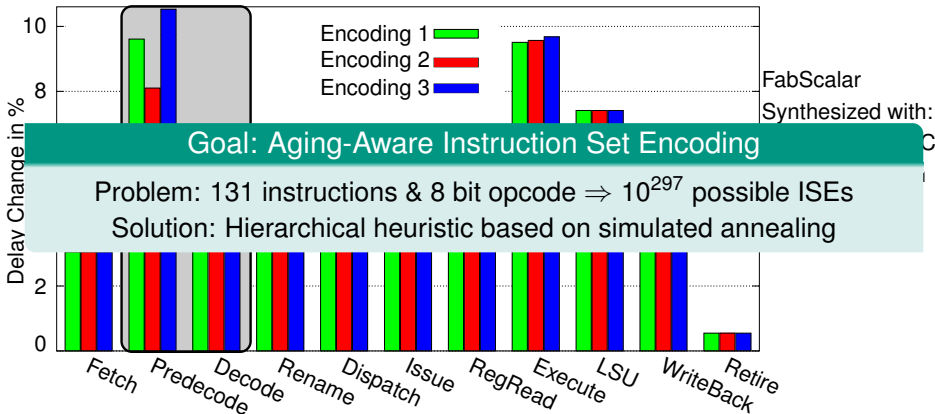 10
8
2
0
Delay Change in %
Encoding 1
Encoding 2
Encoding 3
FabScalar
Synthesized with:
C
Goal: Aging-Aware Instruction Set Encoding
Problem: 131 instructions & 8 bit opcode ⇒ 10^297 possible ISEs
Solution: Hierarchical heuristic based on simulated annealing
Fetch
Predecode
Decode
Rename
Dispatch
Issue
RegRead
Execute
LSU
WriteBack
Retire